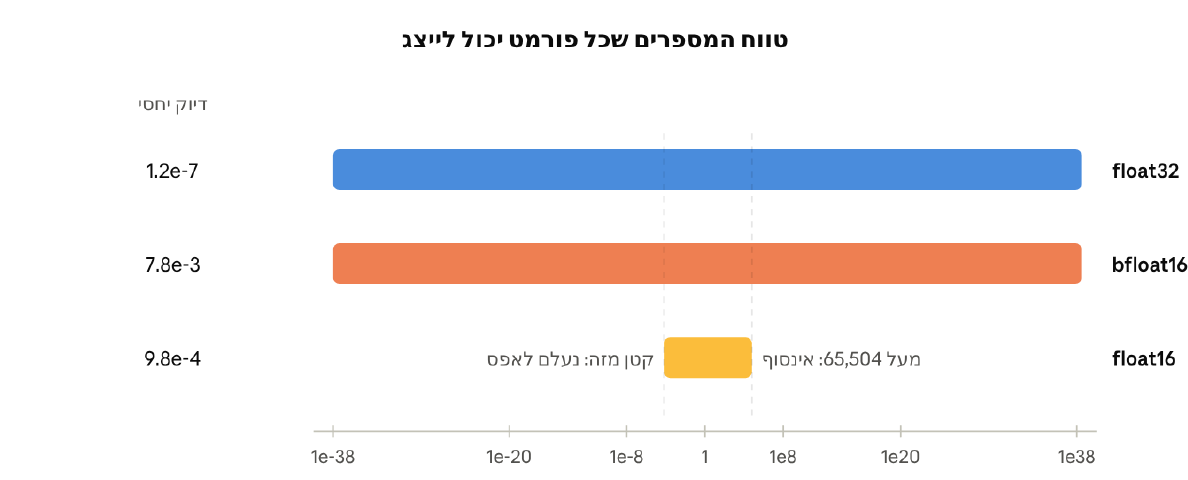 טווח המספרים שכל פורמט יכול לייצג
דיוק יחסי
float32
1.2e-7
bfloat16
7.8e-3
float16
מעל 65,504: אינסוף
קטן מזה: נעלם לאפס
9.8e-4
1e-38 1e-20 1e-8 1 1e8 1e20 1e38